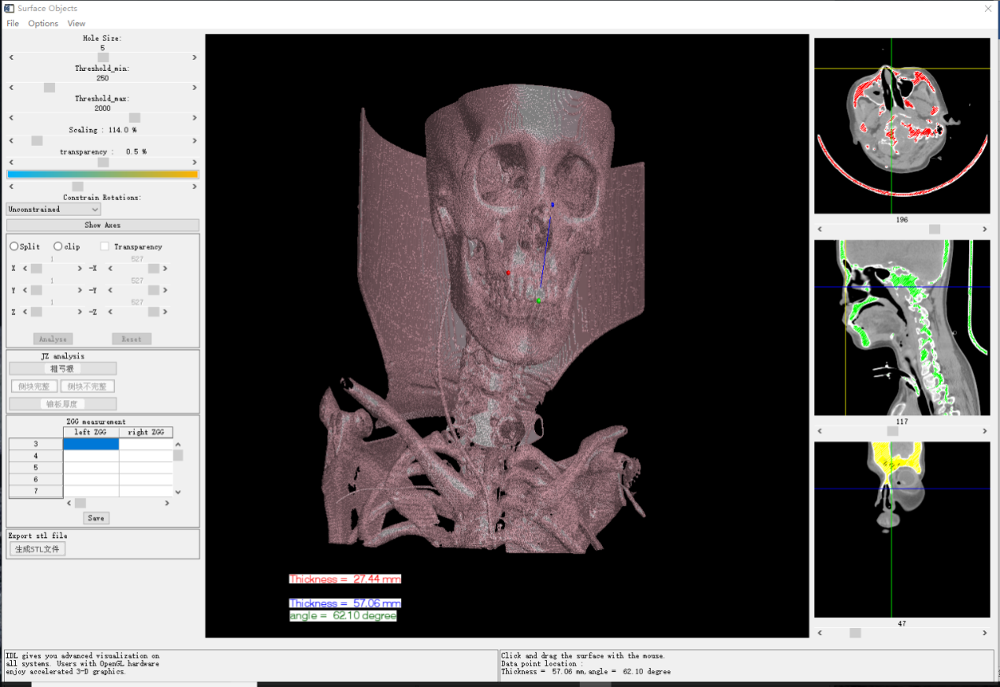 Surface Objects
File Options View
Hole Size:
5
Threshold_min:
250
Threshold_max:
2000
Scaling : 114.0 %
transparency : 0.5 %
Constrain Rotations:
Unconstrained
Show Axes
Split clip Transparency
1 527
X -X
1 527
Y -Y
1 527
Z -Z
Analyze Reset
JZ analysis
椎弓根
侧块完整 侧块不完整
椎板厚度
ZGG measurement
left ZGG right ZGG
3
4
5
6
7
Save
Export stl file
生成STL文件
Thickness = 27.44 mm
Thickness = 57.06 mm
angle = 62.10 degree
196
117
47
IDL gives you advanced visualization on
all systems. Users with OpenGL hardware
enjoy accelerated 3-D graphics.
Click and drag the surface with the mouse.
Data point location :
Thickness = 57.06 mm, angle = 62.10 degree